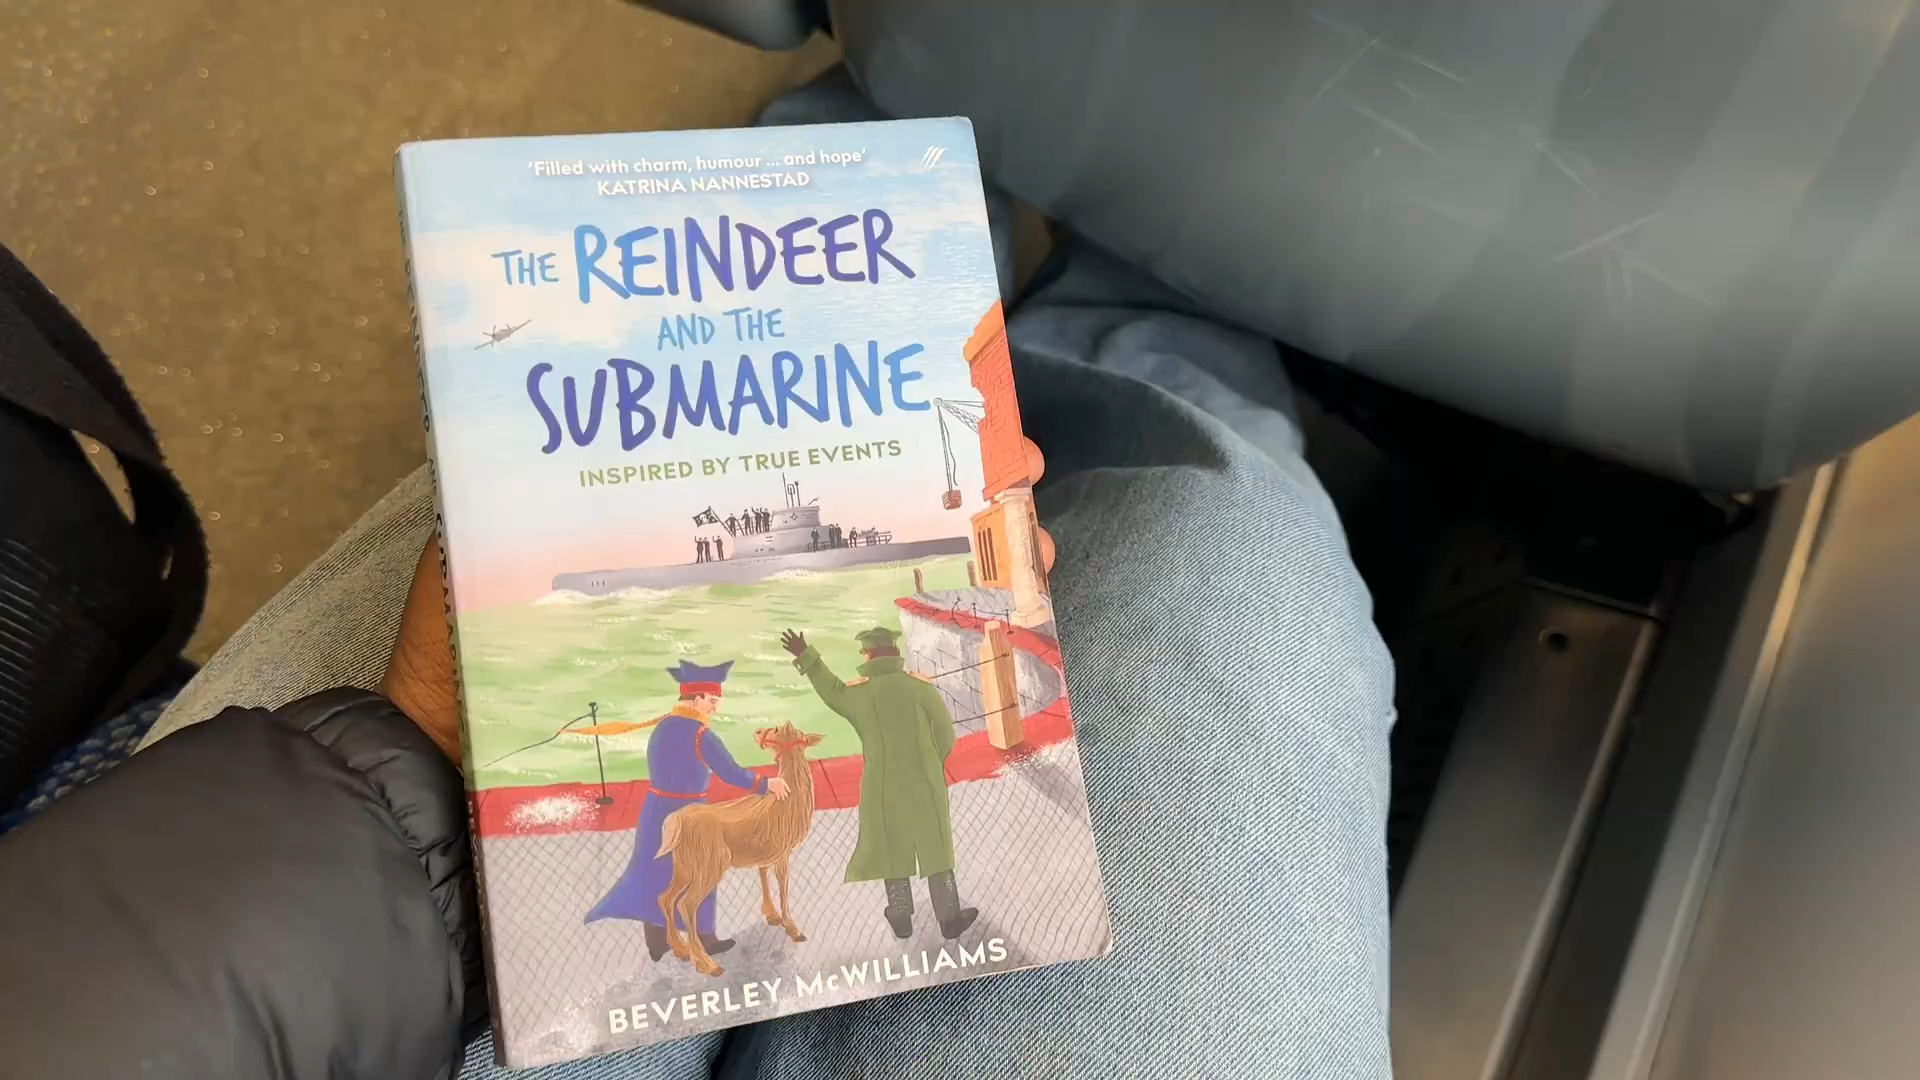 'Filled with charm, humour ... and hope'
KATRINA NANNESTAD
THE REINDEER
AND THE
SUBMARINE
INSPIRED BY TRUE EVENTS
BEVERLEY McWILLIAMS